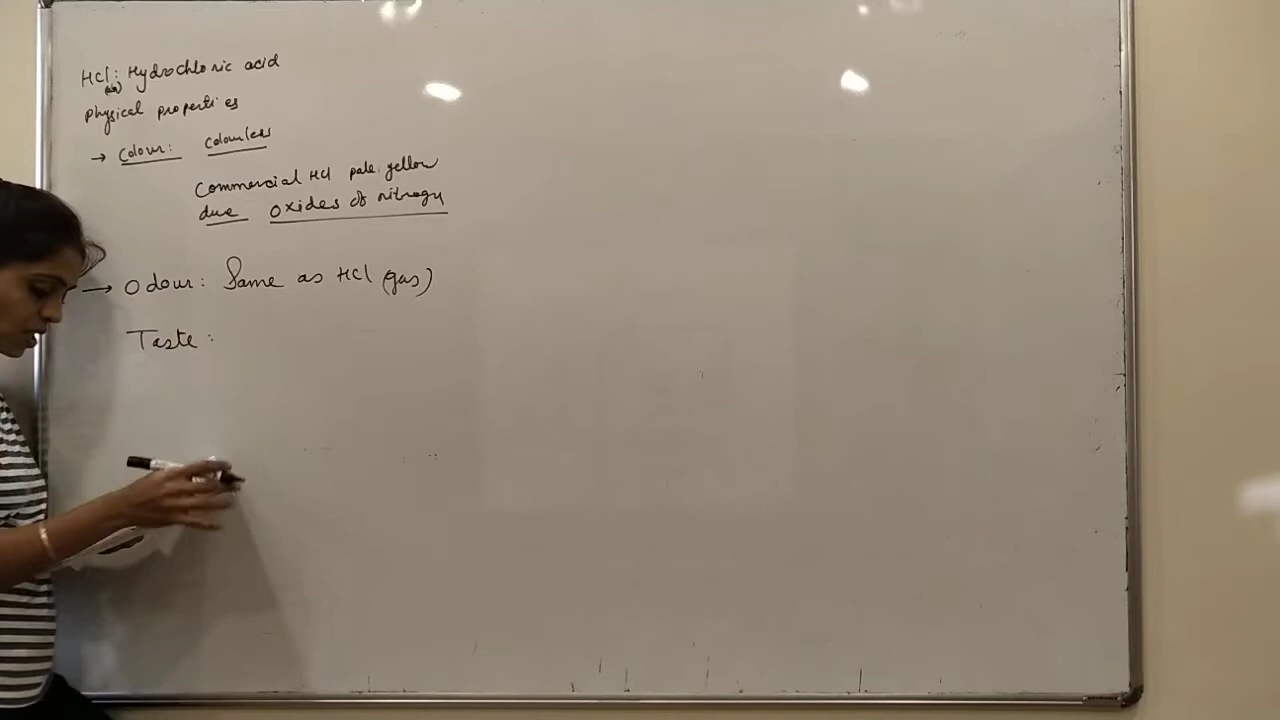 HCl: Hydrochloric acid
(aq)
physical properties
→ Colour: Colourless
Commercial HCl pale yellow
due oxides of nitrogen
→ Odour: Same as HCl (gas)
Taste: